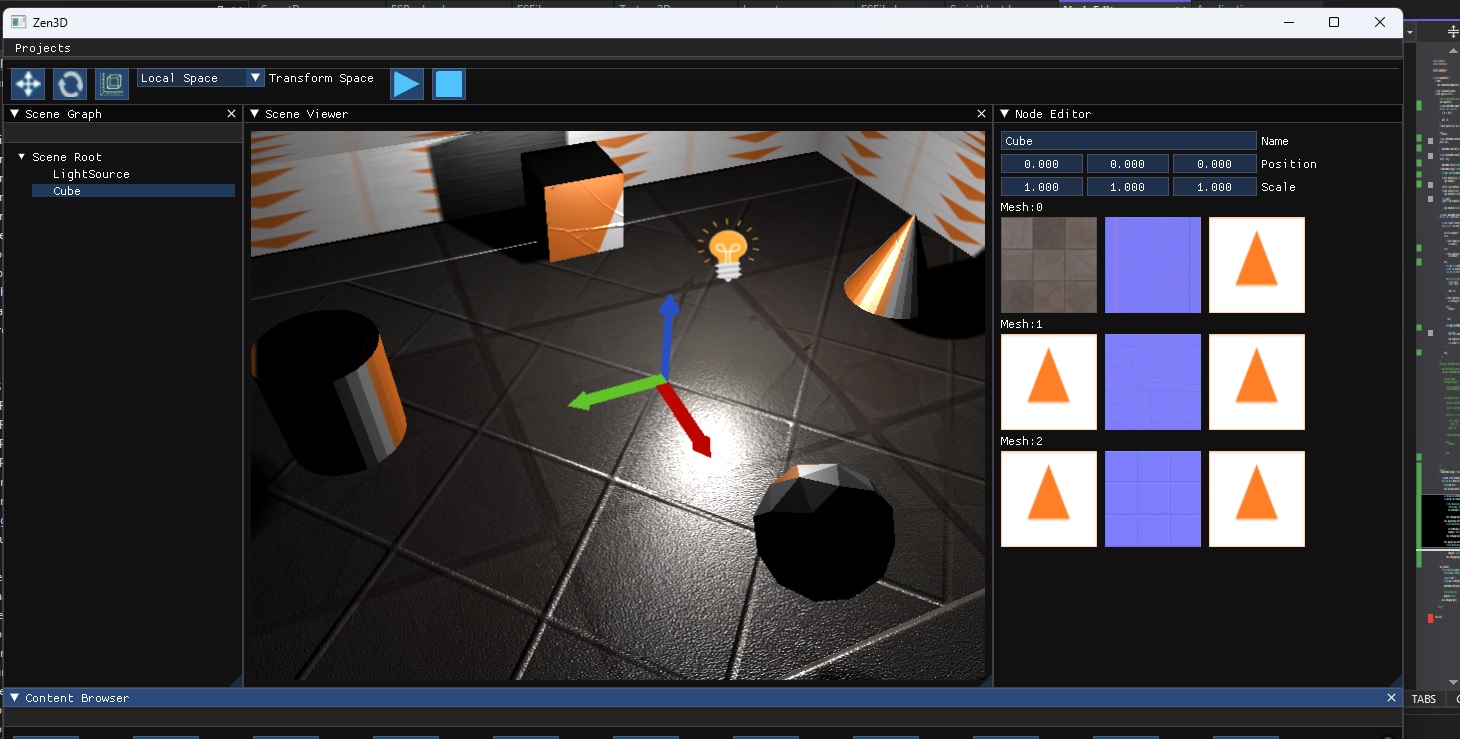 Zen3D
Projects
Local Space Transform Space
Scene Graph
Scene Root
LightSource
Cube
Scene Viewer
Node Editor
Cube Name
0.000 0.000 0.000 Position
1.000 1.000 1.000 Scale
Mesh:0
Mesh:1
Mesh:2
Content Browser
TABS